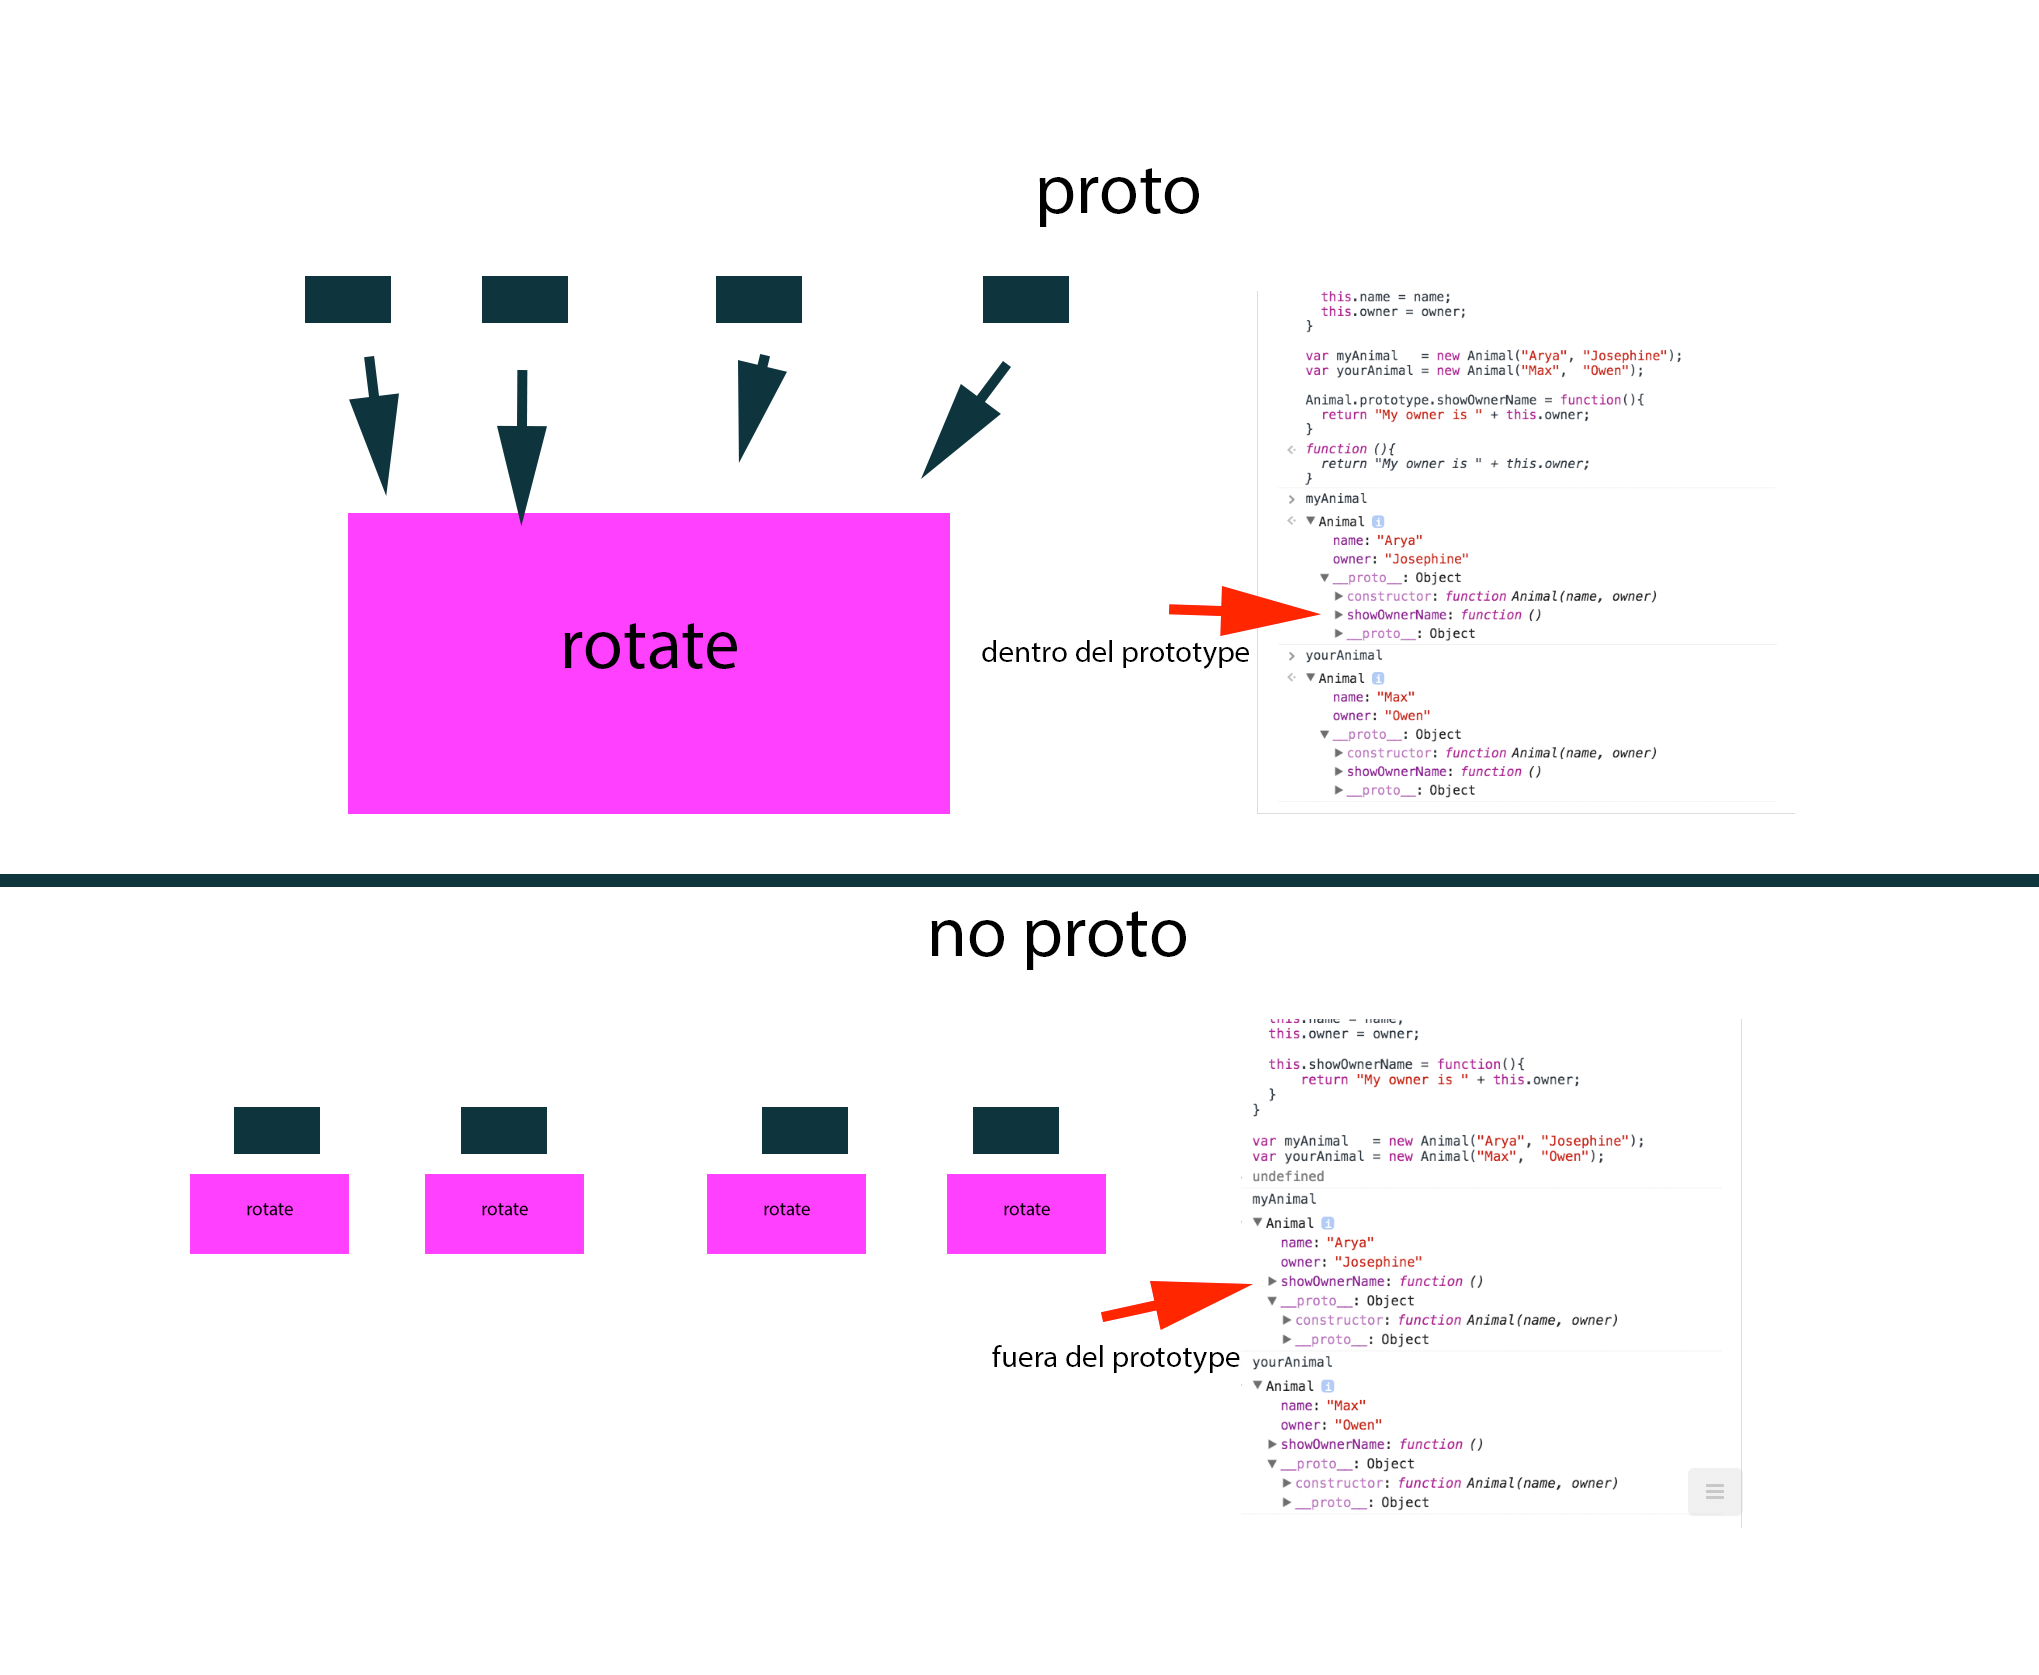 proto
this.name = name;
this.owner = owner;
}
var myAnimal   = new Animal("Arya", "Josephine");
var yourAnimal = new Animal("Max",  "Owen");
Animal.prototype.showOwnerName = function(){
return "My owner is " + this.owner;
}
function (){
return "My owner is " + this.owner;
}
myAnimal
Animal i
name: "Arya"
owner: "Josephine"
__proto__: Object
constructor: function Animal(name, owner)
showOwnerName: function ()
__proto__: Object
yourAnimal
Animal i
name: "Max"
owner: "Owen"
__proto__: Object
constructor: function Animal(name, owner)
showOwnerName: function ()
__proto__: Object
rotate
dentro del prototype
no proto
this.name = name;
this.owner = owner;
this.showOwnerName = function(){
return "My owner is " + this.owner;
}
}
var myAnimal   = new Animal("Arya", "Josephine");
var yourAnimal = new Animal("Max",  "Owen");
undefined
myAnimal
Animal i
name: "Arya"
owner: "Josephine"
showOwnerName: function ()
__proto__: Object
constructor: function Animal(name, owner)
__proto__: Object
yourAnimal
Animal i
name: "Max"
owner: "Owen"
showOwnerName: function ()
__proto__: Object
constructor: function Animal(name, owner)
__proto__: Object
rotate
rotate
rotate
rotate
fuera del prototype